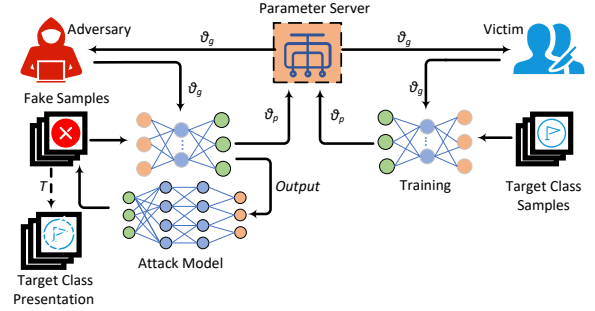 Parameter Server
Adversary
ϑg
ϑg
Victim
ϑg
ϑg
Fake Samples
ϑp
ϑp
T
Output
Training
Target Class
Samples
Attack Model
Target Class
Presentation